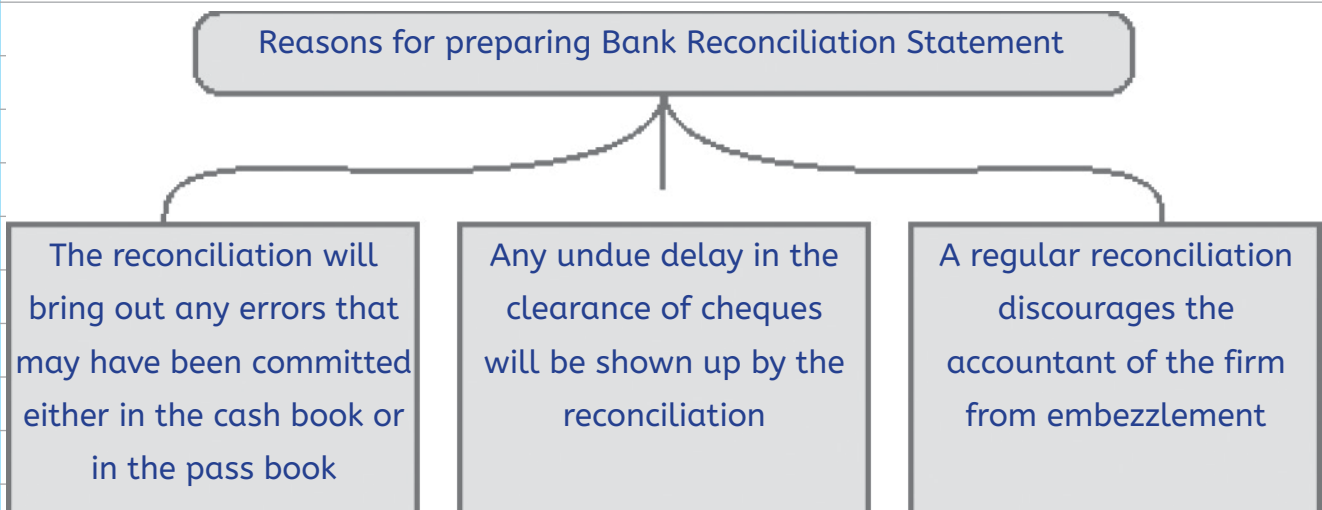 Reasons for preparing Bank Reconciliation Statement
The reconciliation will
bring out any errors that
may have been committed
either in the cash book or
in the pass book
Any undue delay in the
clearance of cheques
will be shown up by the
reconciliation
A regular reconciliation
discourages the
accountant of the firm
from embezzlement